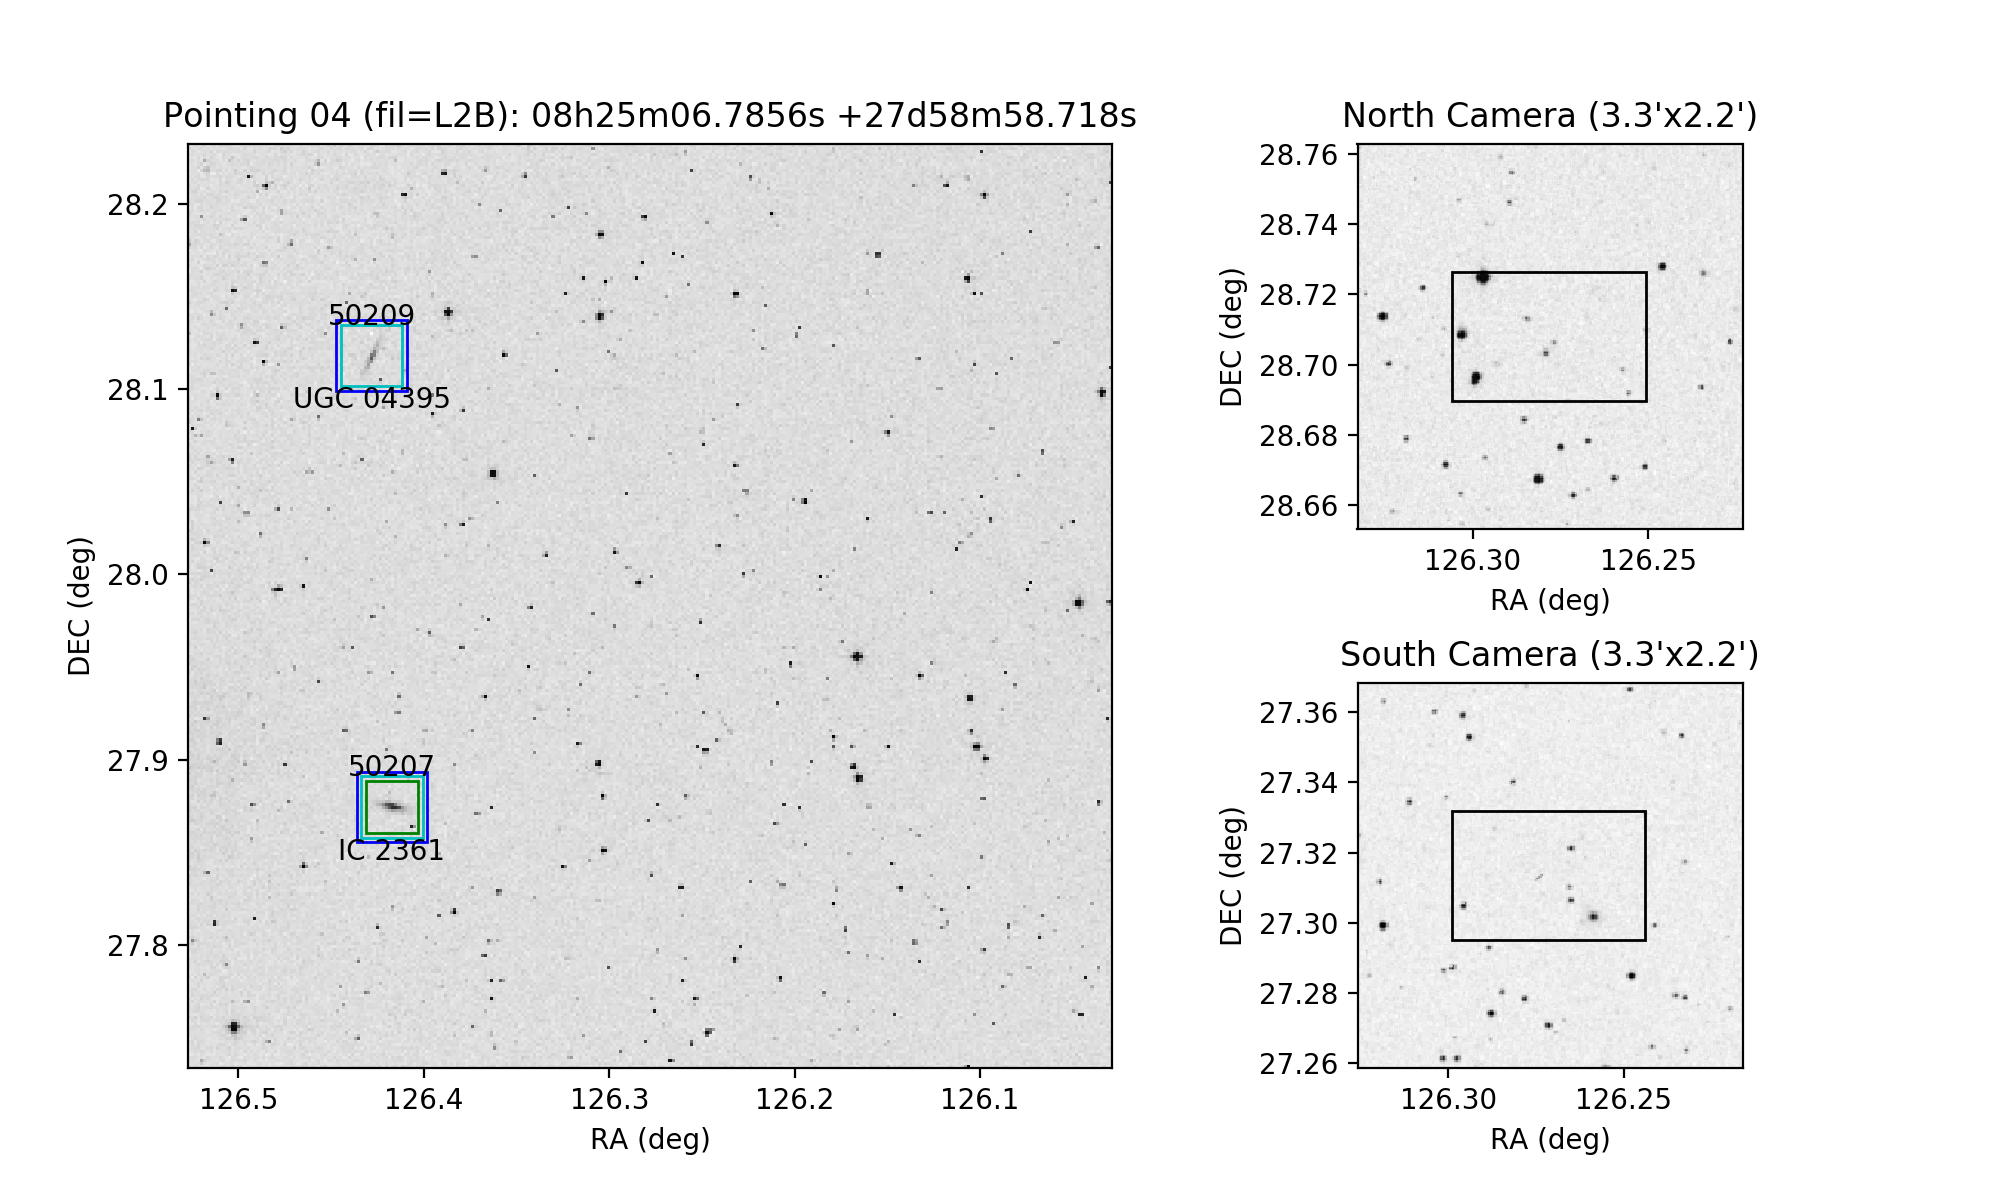 Pointing 04 (fil=L2B): 08h25m06.7856s +27d58m58.718s
28.2
28.1
28.0
27.9
27.8
DEC (deg)
50209
UGC 04395
50207
IC 2361
126.5 126.4 126.3 126.2 126.1
RA (deg)
North Camera (3.3'x2.2')
28.76
28.74
28.72
28.70
28.68
28.66
DEC (deg)
126.30 126.25
RA (deg)
South Camera (3.3'x2.2')
27.36
27.34
27.32
27.30
27.28
27.26
DEC (deg)
126.30 126.25
RA (deg)